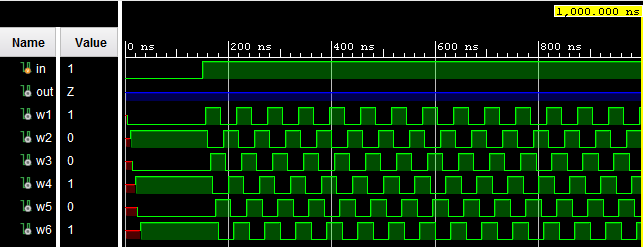 1,000.000 ns
Name Value
0 ns 200 ns 400 ns 600 ns 800 ns
in 1
out Z
w1 1
w2 0
w3 0
w4 1
w5 0
w6 1